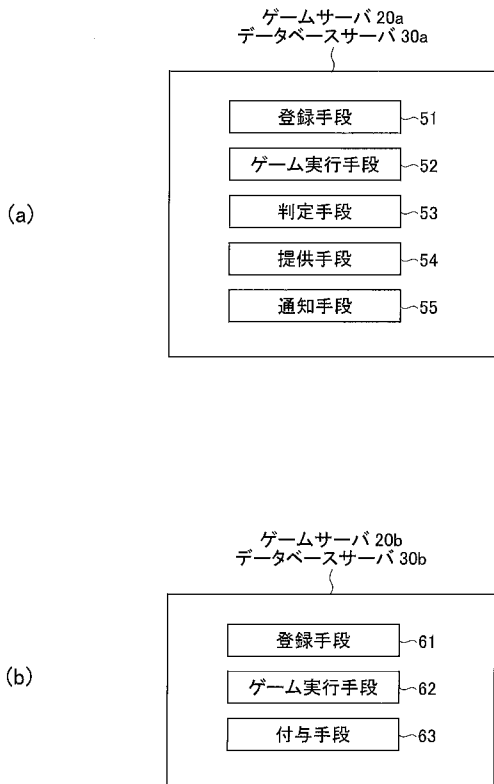 ゲームサーバ 20a
データベースサーバ 30a
登録手段 51
ゲーム実行手段 52
(a)
判定手段 53
提供手段 54
通知手段 55
ゲームサーバ 20b
データベースサーバ 30b
登録手段 61
(b)
ゲーム実行手段 62
付与手段 63